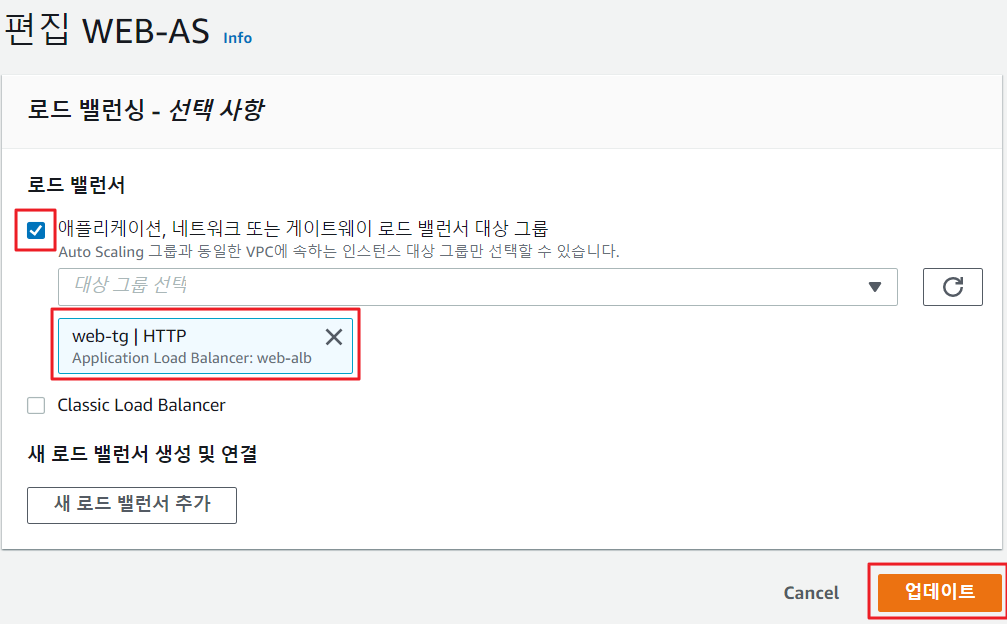 편집 WEB-AS Info
로드 밸런싱 - 선택 사항
로드 밸런서
애플리케이션, 네트워크 또는 게이트웨이 로드 밸런서 대상 그룹
Auto Scaling 그룹과 동일한 VPC에 속하는 인스턴스 대상 그룹만 선택할 수 있습니다.
대상 그룹 선택
web-tg | HTTP
Application Load Balancer: web-alb
Classic Load Balancer
새 로드 밸런서 생성 및 연결
새 로드 밸런서 추가
Cancel 업데이트